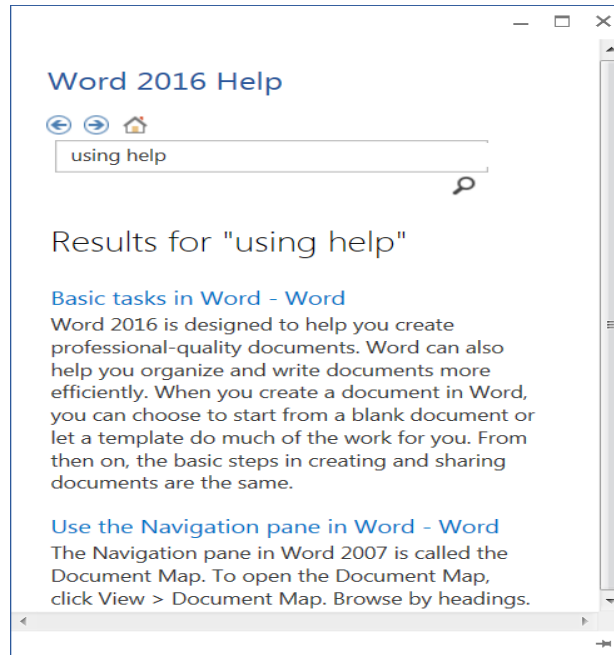 Word 2016 Help
using help
Results for "using help"
Basic tasks in Word - Word
Word 2016 is designed to help you create
professional-quality documents. Word can also
help you organize and write documents more
efficiently. When you create a document in Word,
you can choose to start from a blank document or
let a template do much of the work for you. From
then on, the basic steps in creating and sharing
documents are the same.
Use the Navigation pane in Word - Word
The Navigation pane in Word 2007 is called the
Document Map. To open the Document Map,
click View > Document Map. Browse by headings.